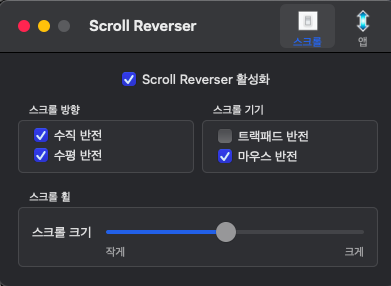 Scroll Reverser
스크롤
앱
Scroll Reverser 활성화
스크롤 방향
스크롤 기기
수직 반전
트랙패드 반전
수평 반전
마우스 반전
스크롤 휠
스크롤 크기
작게
크게